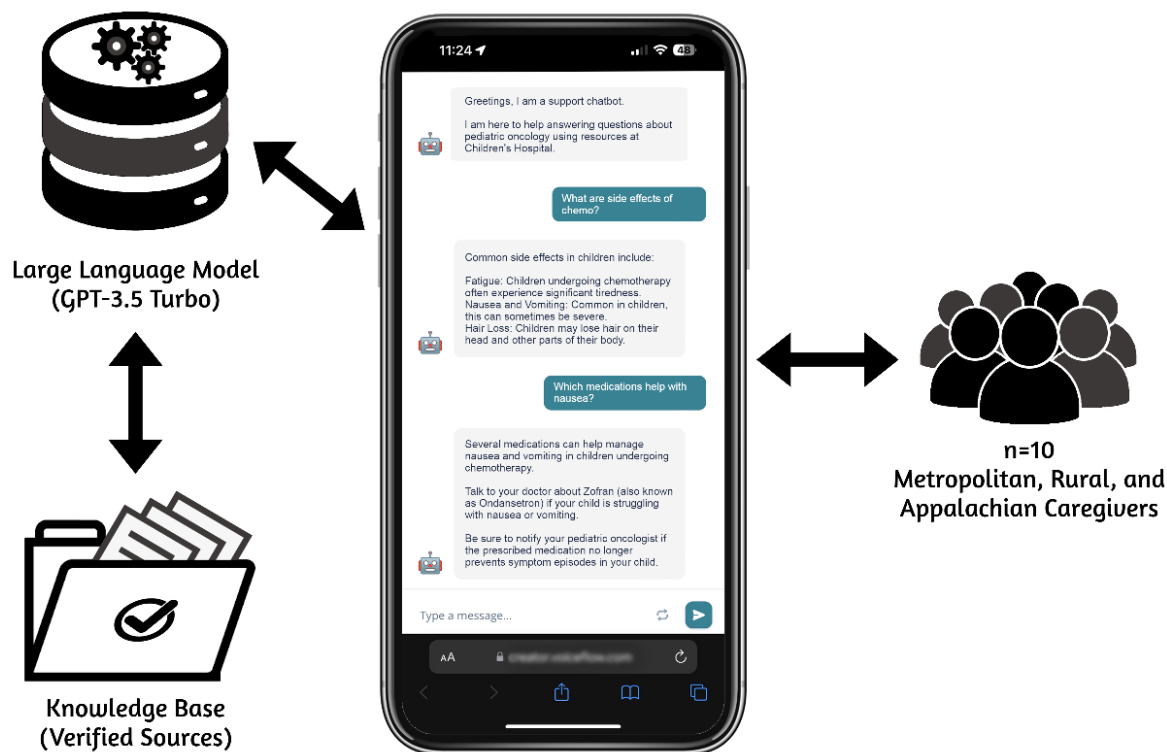 11:24
48
Greetings, I am a support chatbot.
I am here to help answering questions about
pediatric oncology using resources at
Children's Hospital.
What are side effects of
chemo?
Common side effects in children include:
Fatigue: Children undergoing chemotherapy
often experience significant tiredness.
Nausea and Vomiting: Common in children,
this can sometimes be severe.
Hair Loss: Children may lose hair on their
head and other parts of their body.
Which medications help with
nausea?
Several medications can help manage
nausea and vomiting in children undergoing
chemotherapy.
Talk to your doctor about Zofran (also known
as Ondansetron) if your child is struggling
with nausea or vomiting.
Be sure to notify your pediatric oncologist if
the prescribed medication no longer
prevents symptom episodes in your child.
Type a message...
AA
Large Language Model
(GPT-3.5 Turbo)
Knowledge Base
(Verified Sources)
n=10
Metropolitan, Rural, and
Appalachian Caregivers